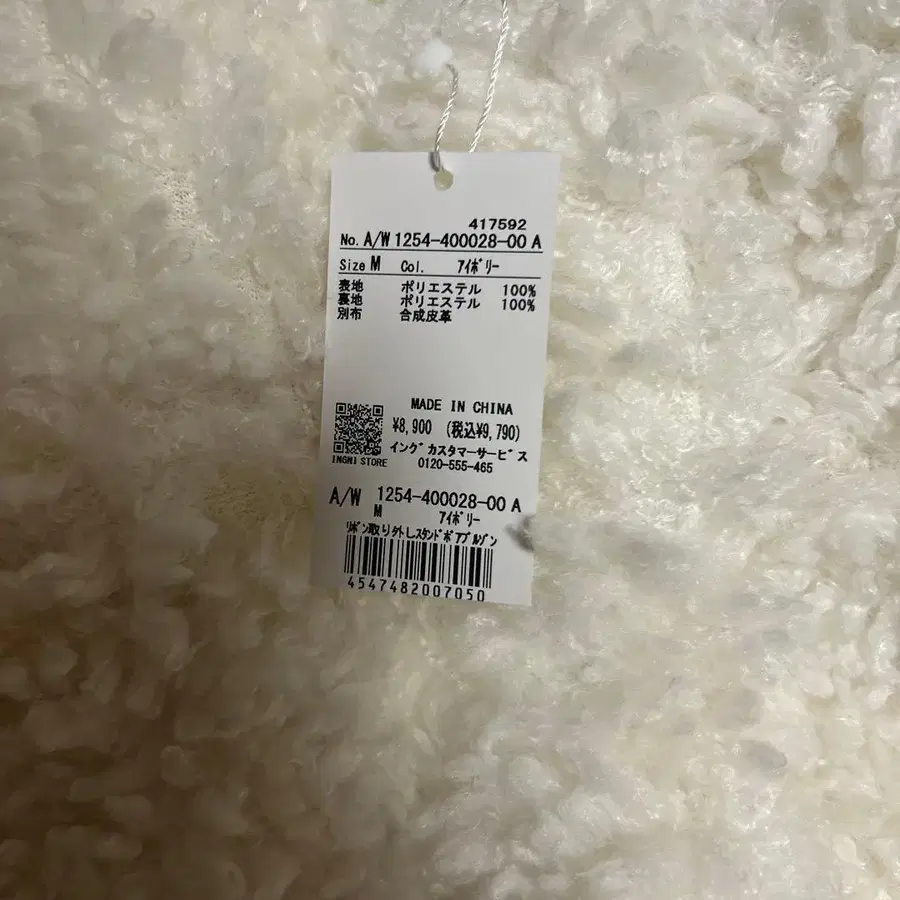 417592
No. A/W 1254-400028-00 A
Size M Col. アイボリー
表地 ポリエステル 100%
裏地 ポリエステル 100%
別布 合成皮革
MADE IN CHINA
¥8,900 (税込¥9,790)
イングカスタマーサービス
INGNI STORE 0120-555-465
A/W 1254-400028-00 A
M アイボリー
リボン取り外しスタンドボアブルゾン
4547482007050